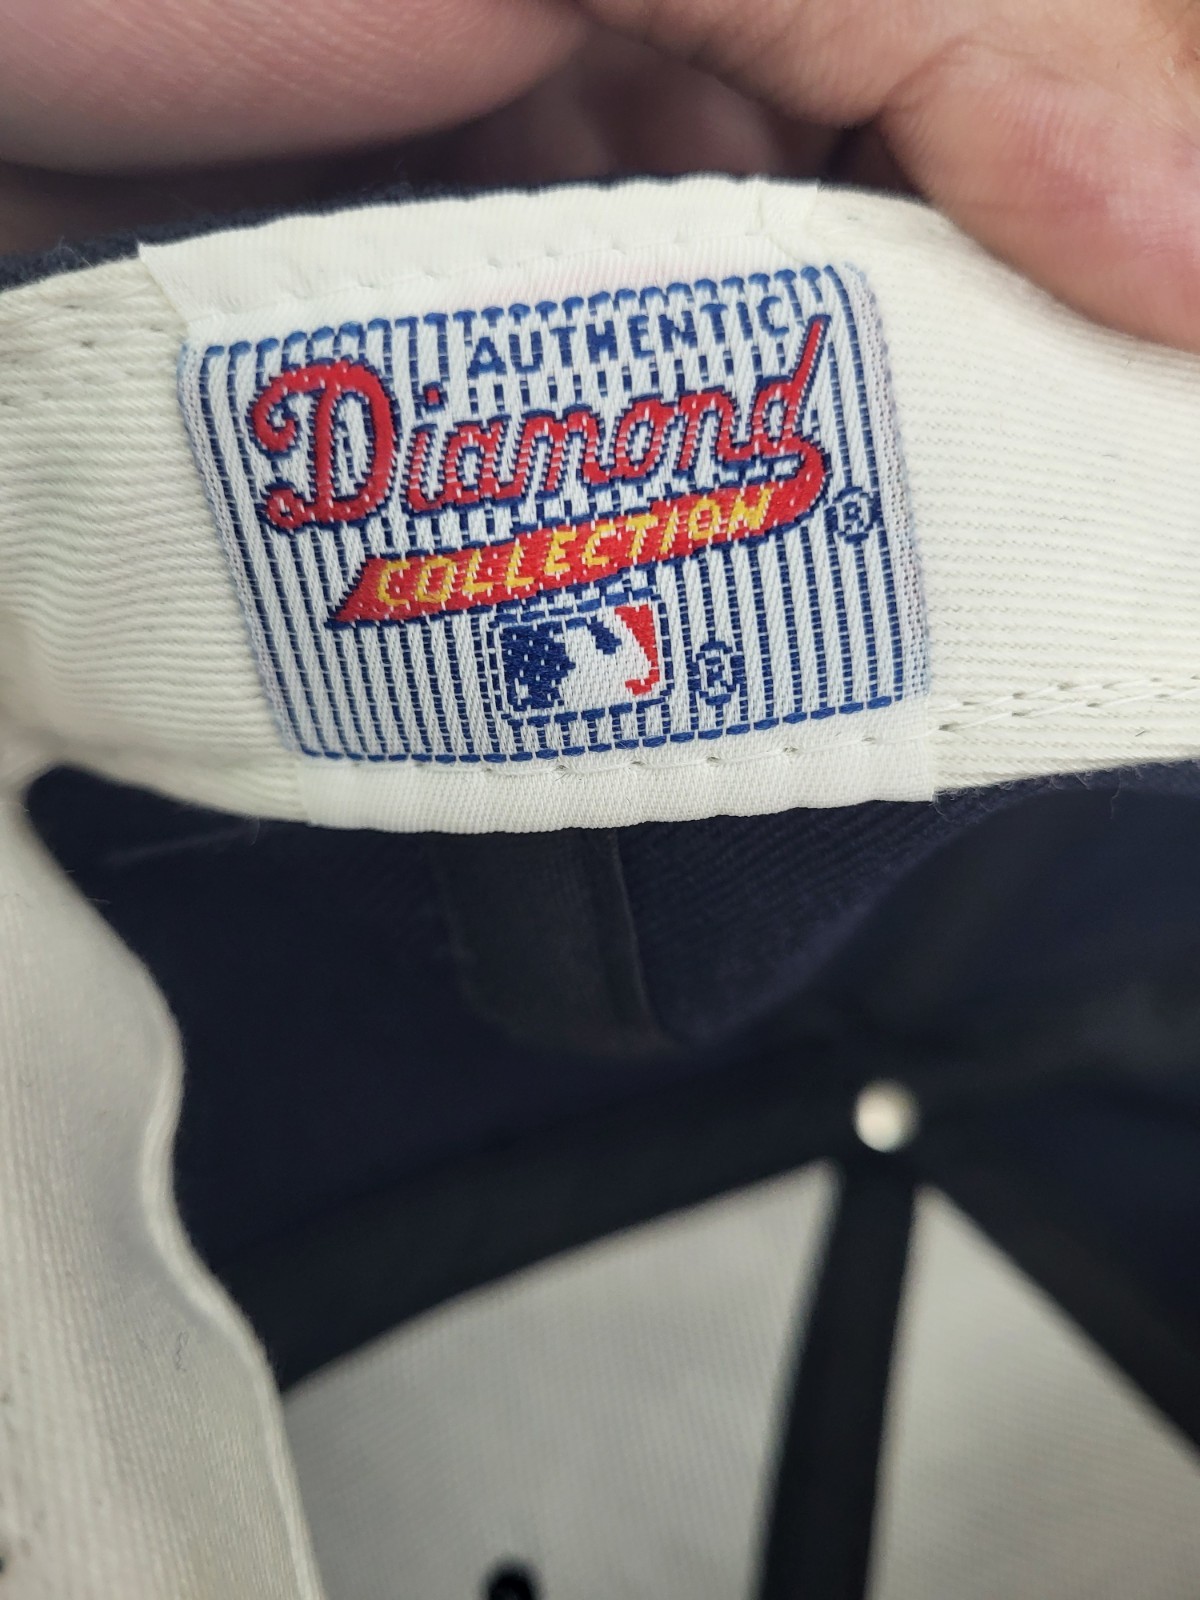 AUTHENTIC
Diamond
COLLECTION ®
®